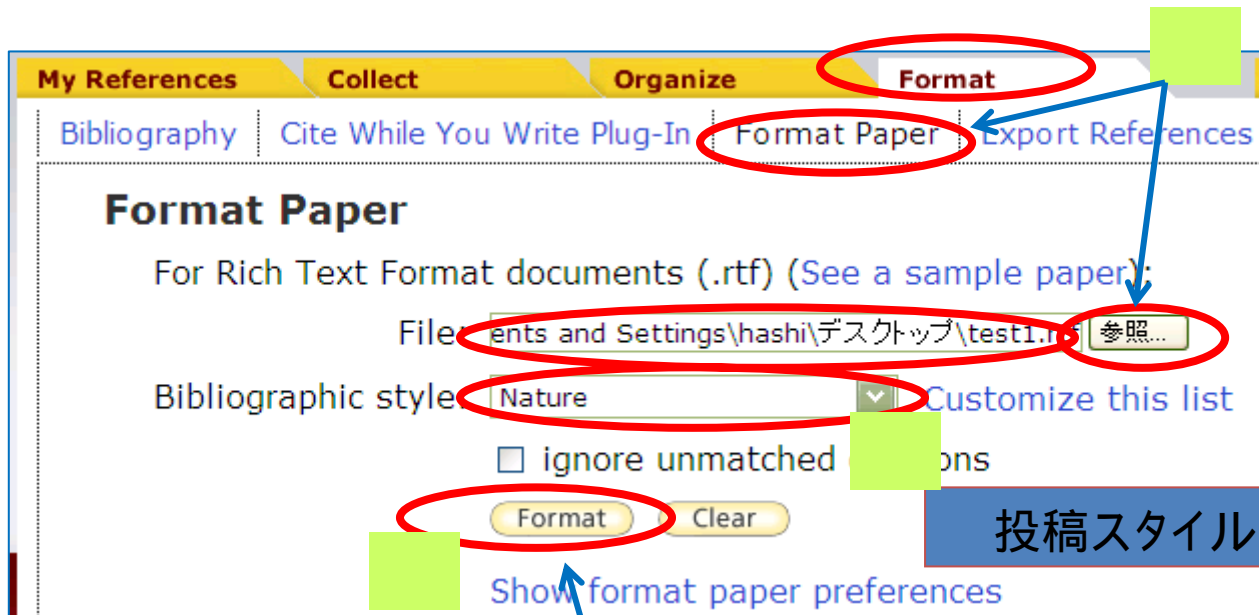 My References Collect Organize Format
Bibliography Cite While You Write Plug-In Format Paper Export References
Format Paper
For Rich Text Format documents (.rtf) (See a sample paper):
File: ents and Settings\hashi\デスクトップ\test1.rtf 参照...
Bibliographic style: Nature Customize this list
ignore unmatched
Format Clear
投稿スタイル
Show format paper preferences